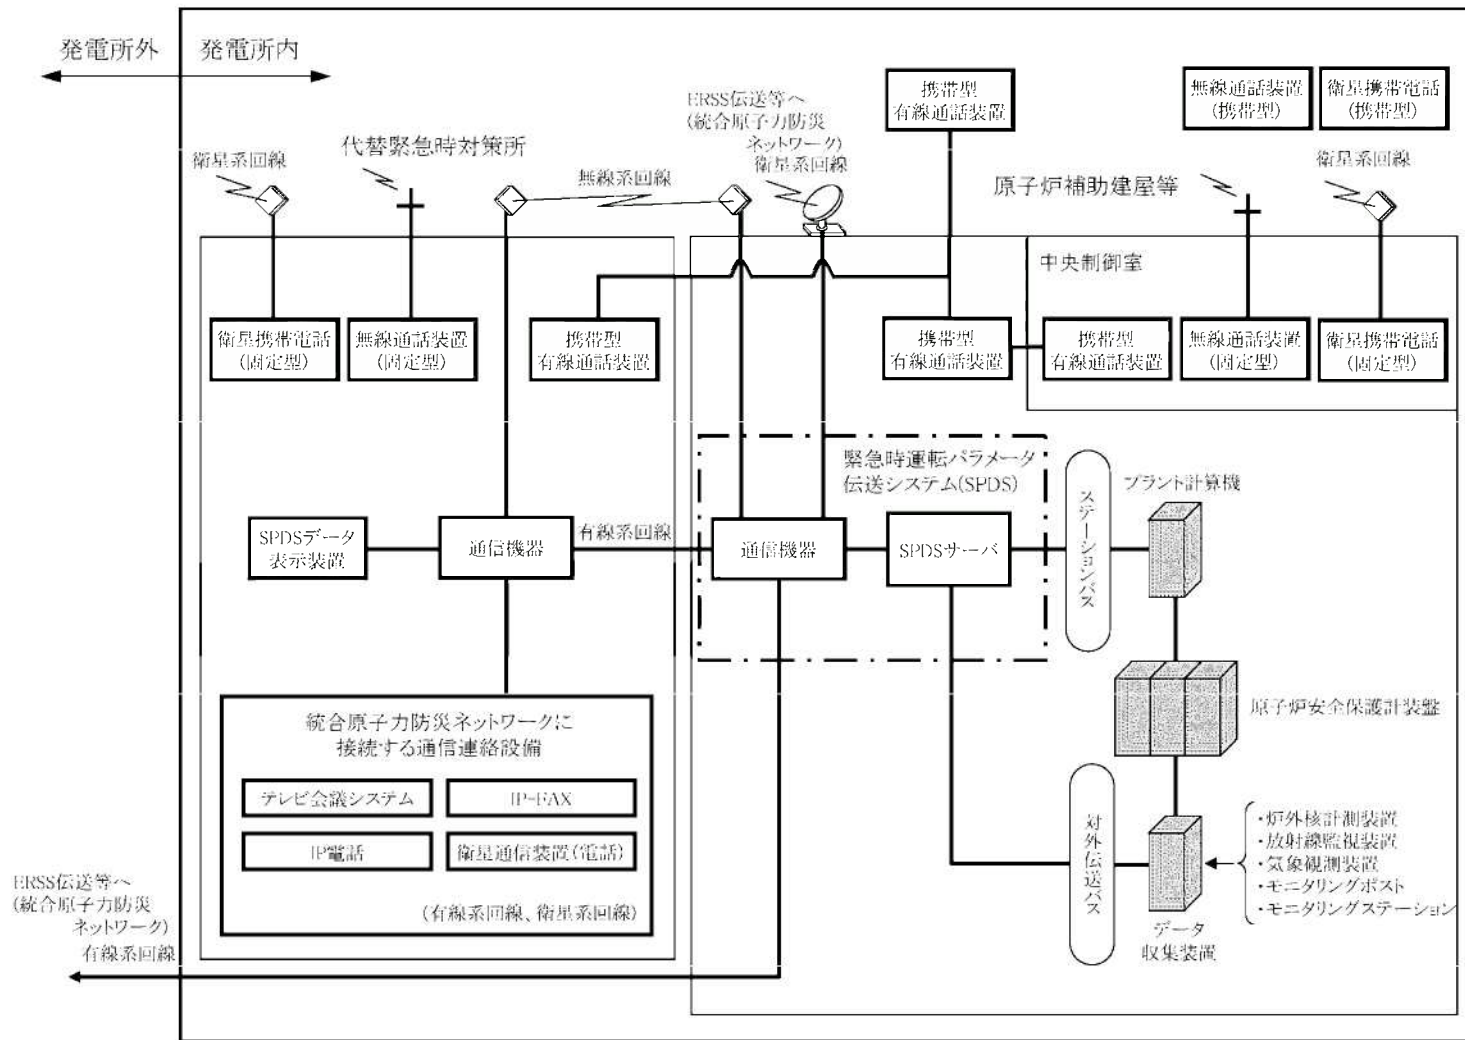 発電所外
発電所内
ERSS伝送等へ
(統合原子力防災
ネットワーク)
衛星系回線
携帯型
有線通話装置
無線通話装置
(携帯型)
衛星携帯電話
(携帯型)
衛星系回線
代替緊急時対策所
無線系回線
原子炉補助建屋等
衛星系回線
中央制御室
衛星携帯電話
(固定型)
無線通話装置
(固定型)
携帯型
有線通話装置
携帯型
有線通話装置
携帯型
有線通話装置
無線通話装置
(固定型)
衛星携帯電話
(固定型)
緊急時運転パラメータ
伝送システム(SPDS)
ステーションバス
プラント計算機
SPDSデータ
表示装置
通信機器
有線系回線
通信機器
SPDSサーバ
原子炉安全保護計装盤
統合原子力防災ネットワークに
接続する通信連絡設備
テレビ会議システム
IP-FAX
IP電話
衛星通信装置(電話)
(有線系回線、衛星系回線)
対外伝送バス
・炉外核計測装置
・放射線監視装置
・気象観測装置
・モニタリングポスト
・モニタリングステーション
データ
収集装置
ERSS伝送等へ
(統合原子力防災
ネットワーク)
有線系回線